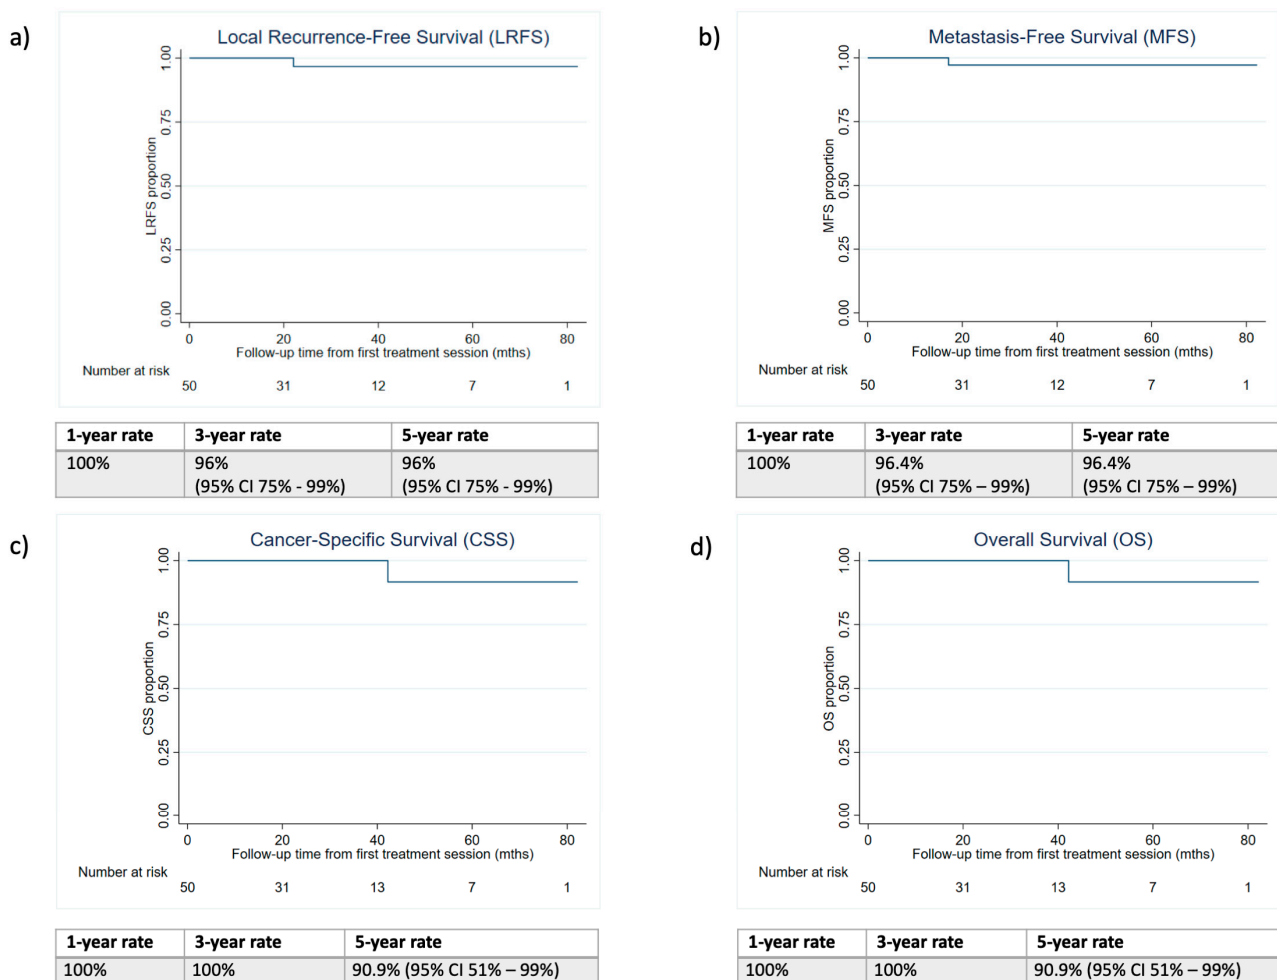 a)
Local Recurrence-Free Survival (LRFS)
LRFS proportion
1.00
0.75
0.50
0.25
0.00
0 20 40 60 80
Follow-up time from first treatment session (mths)
Number at risk
50 31 12 7 1
1-year rate 3-year rate 5-year rate
100% 96% 96%
(95% CI 75% - 99%) (95% CI 75% - 99%)
b)
Metastasis-Free Survival (MFS)
MFS proportion
1.00
0.75
0.50
0.25
0.00
0 20 40 60 80
Follow-up time from first treatment session (mths)
Number at risk
50 31 12 7 1
1-year rate 3-year rate 5-year rate
100% 96.4% 96.4%
(95% CI 75% – 99%) (95% CI 75% – 99%)
c)
Cancer-Specific Survival (CSS)
CSS proportion
1.00
0.75
0.50
0.25
0.00
0 20 40 60 80
Follow-up time from first treatment session (mths)
Number at risk
50 31 13 7 1
1-year rate 3-year rate 5-year rate
100% 100% 90.9% (95% CI 51% – 99%)
d)
Overall Survival (OS)
OS proportion
1.00
0.75
0.50
0.25
0.00
0 20 40 60 80
Follow-up time from first treatment session (mths)
Number at risk
50 31 13 7 1
1-year rate 3-year rate 5-year rate
100% 100% 90.9% (95% CI 51% – 99%)